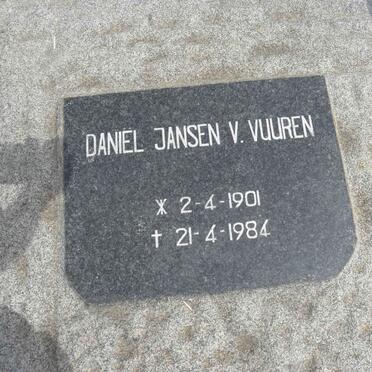 DANIEL JANSEN V. VUUREN
⚹ 2-4-1901
✝ 21-4-1984